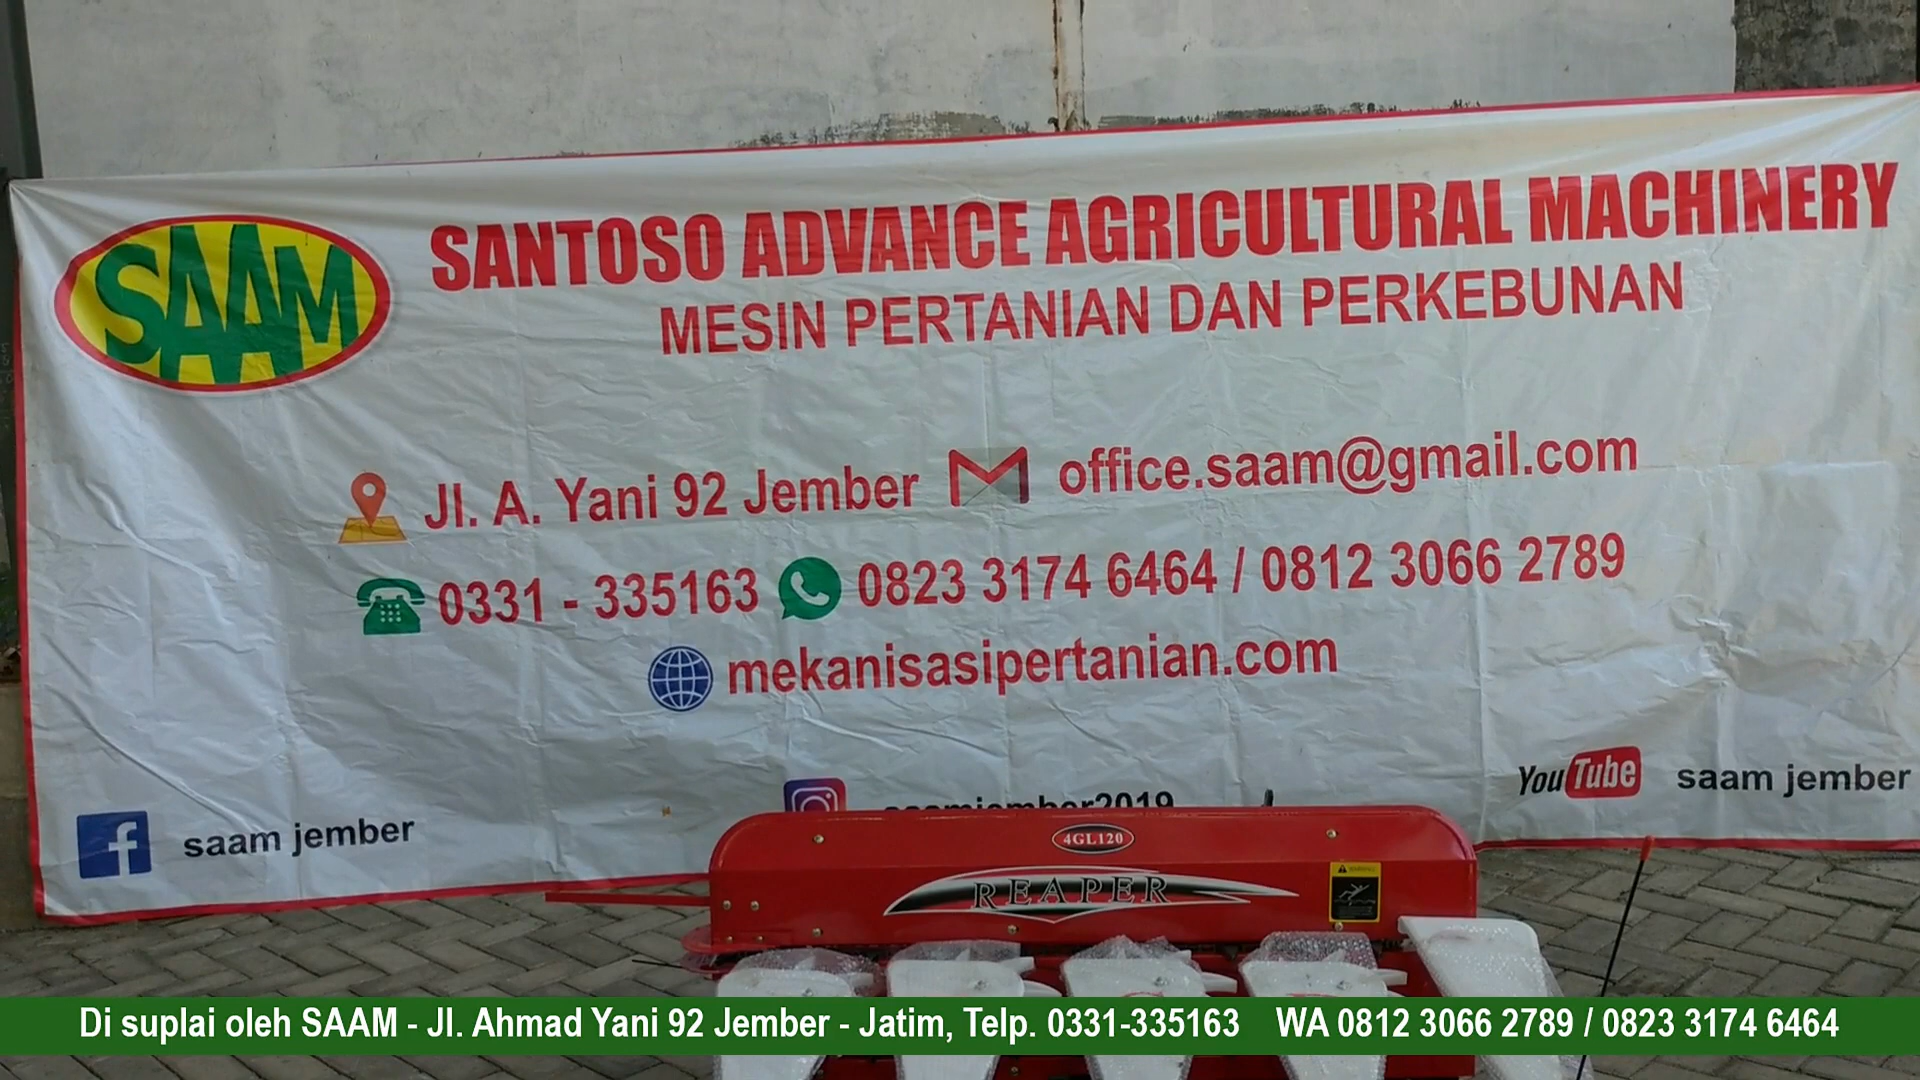 SAAM
SANTOSO ADVANCE AGRICULTURAL MACHINERY
MESIN PERTANIAN DAN PERKEBUNAN
Jl. A. Yani 92 Jember office.saam@gmail.com
0331 - 335163 0823 3174 6464 / 0812 3066 2789
mekanisasipertanian.com
f saam jember
saamjember2019
YouTube saam jember
4GL120
REAPER
WARNING
Di suplai oleh SAAM - Jl. Ahmad Yani 92 Jember - Jatim, Telp. 0331-335163 WA 0812 3066 2789 / 0823 3174 6464